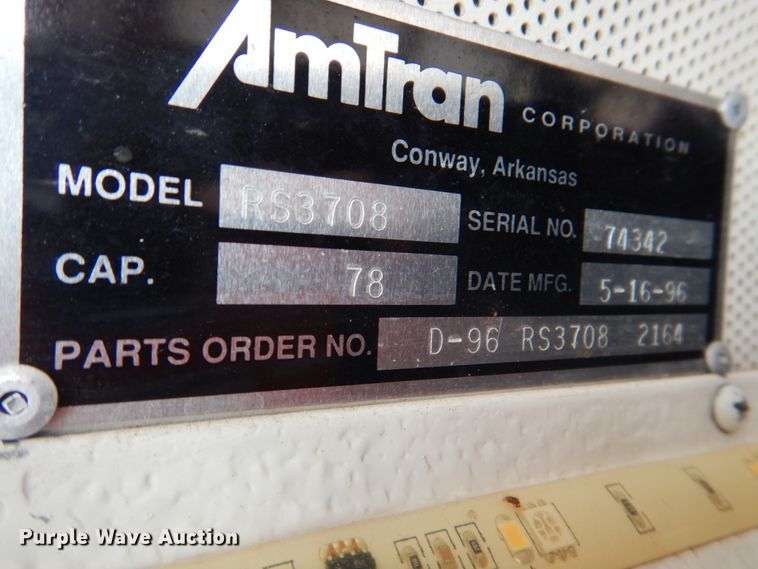 AmTran CORPORATION
Conway, Arkansas
MODEL RS3708 SERIAL NO. 74342
CAP. 78 DATE MFG. 5-16-96
PARTS ORDER NO. D-96 RS3708 2164
Purple Wave Auction